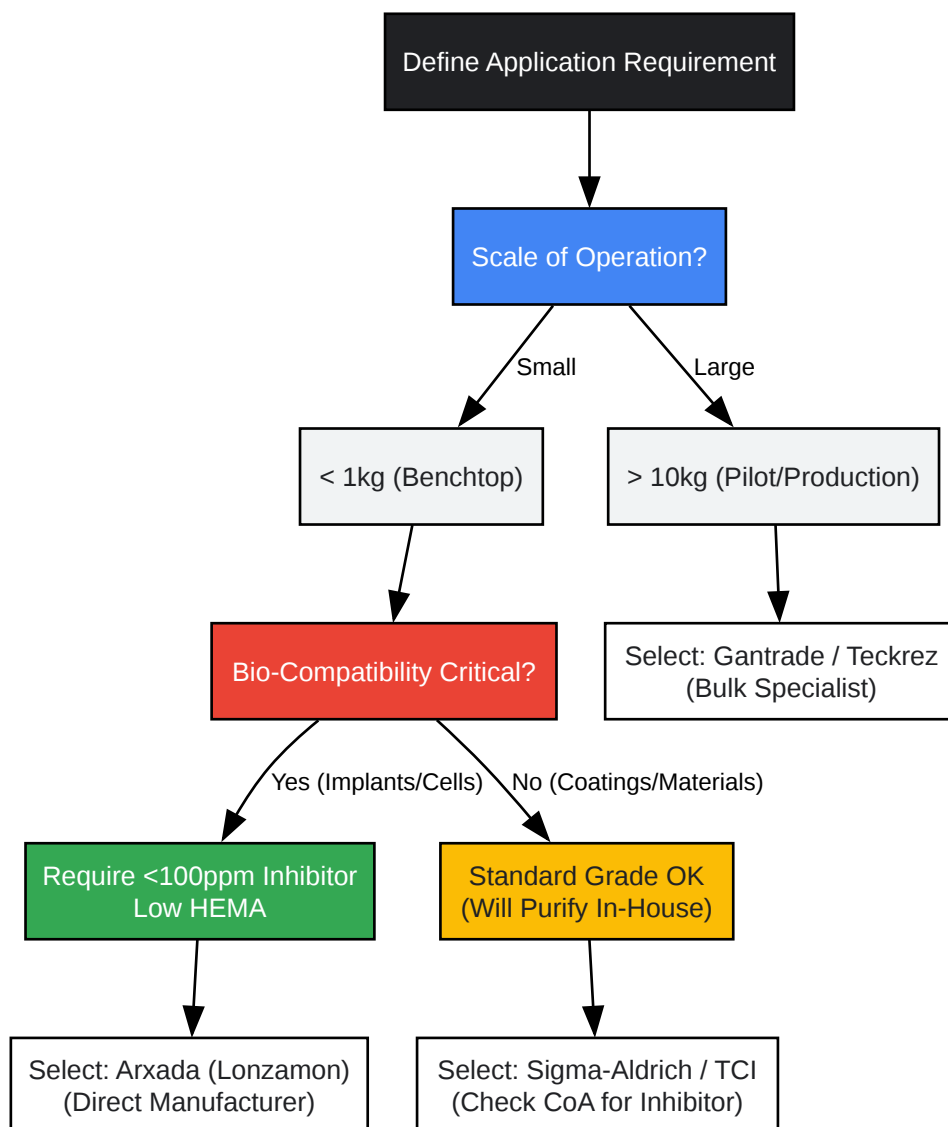 Define Application Requirement
Scale of Operation?
Small
Large
< 1kg (Benchtop)
> 10kg (Pilot/Production)
Bio-Compatibility Critical?
Select: Gantrade / Teckrez
(Bulk Specialist)
Yes (Implants/Cells)
No (Coatings/Materials)
Require <100ppm Inhibitor
Low HEMA
Standard Grade OK
(Will Purify In-House)
Select: Arxada (Lonzamon)
(Direct Manufacturer)
Select: Sigma-Aldrich / TCI
(Check CoA for Inhibitor)